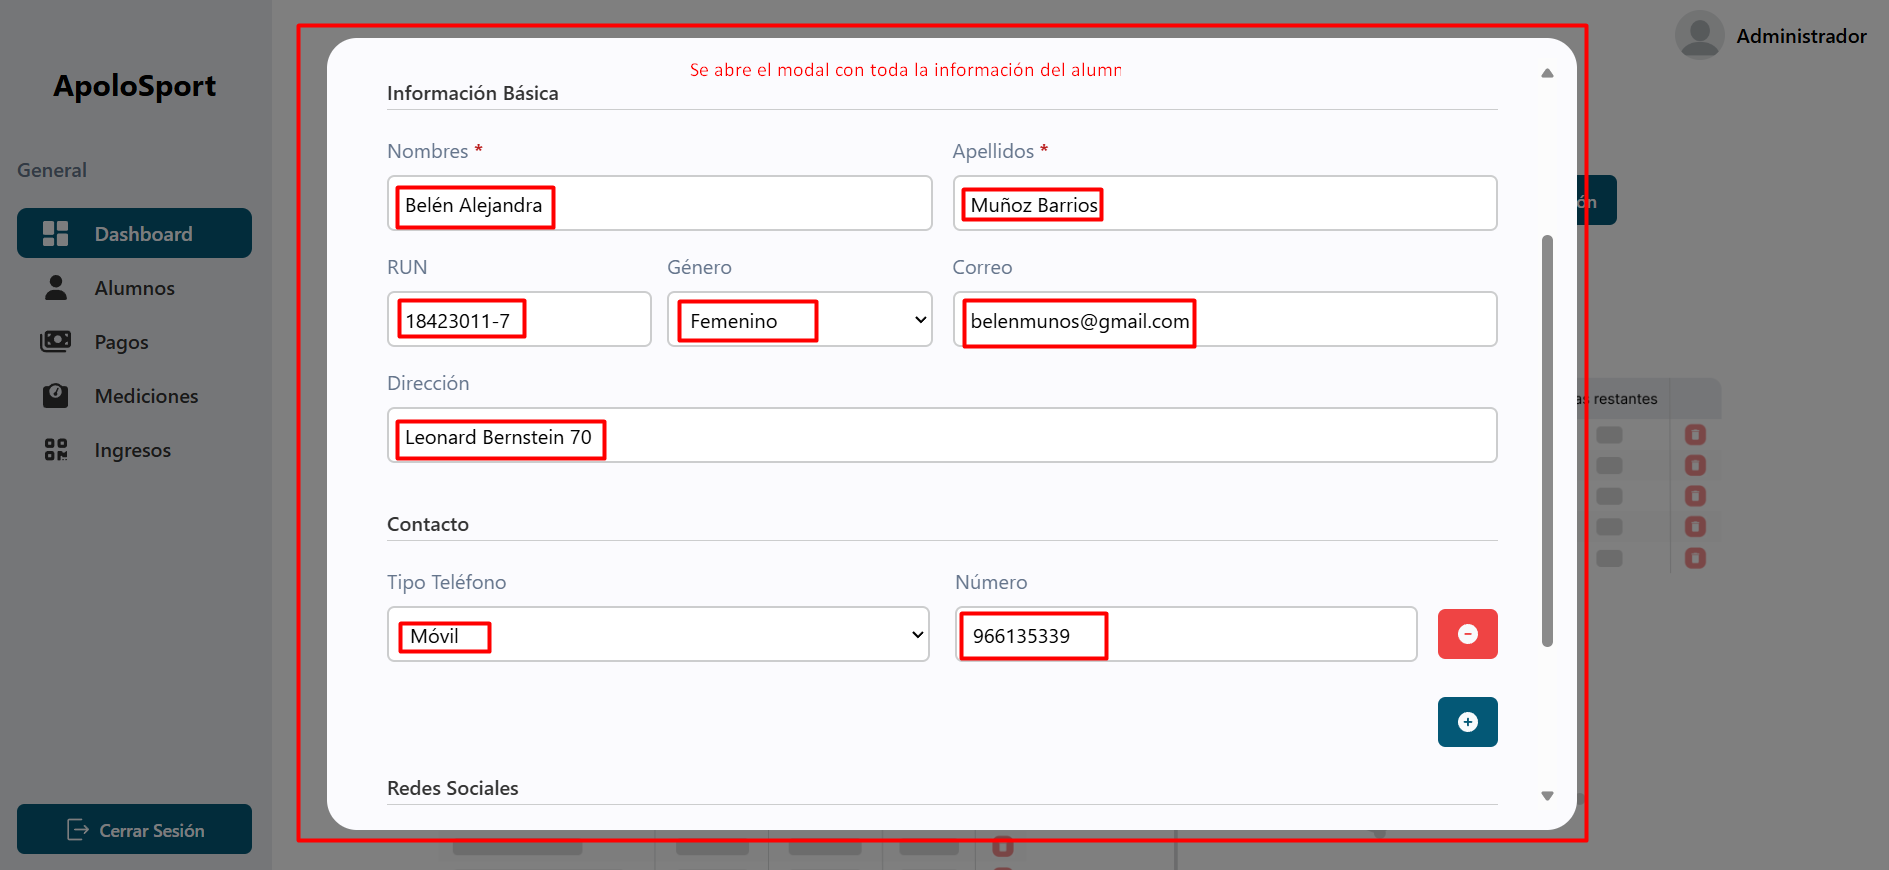 ApoloSport
General
Dashboard
Alumnos
Pagos
Mediciones
Ingresos
Cerrar Sesión
Administrador
Se abre el modal con toda la información del alumn
Información Básica
Nombres *
Apellidos *
Belén Alejandra
Muñoz Barrios
RUN
Género
Correo
18423011-7
Femenino
belenmunos@gmail.com
Dirección
Leonard Bernstein 70
Contacto
Tipo Teléfono
Número
Móvil
966135339
Redes Sociales
ón
as restantes